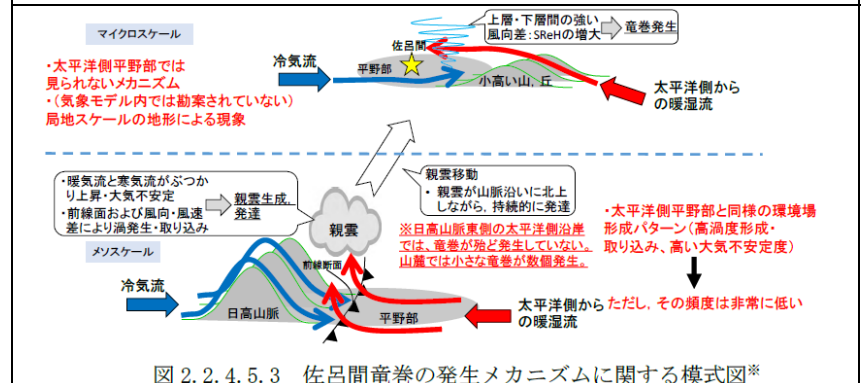 マイクロスケール
・太平洋側平野部では
見られないメカニズム
・(気象モデル内では勘案されていない)
局地スケールの地形による現象
冷気流
佐呂間
平野部
上層・下層間の強い
風向差:SReHの増大
竜巻発生
小高い山，丘
太平洋側から
の暖湿流
・暖気流と寒気流がぶつか
り上昇・大気不安定
・前線面および風向・風速
差により渦発生・取り込み
親雲生成，
発達
親雲移動
・ 親雲が山脈沿いに北上
しながら，持続的に発達
親雲
※日高山脈東側の太平洋沿岸
では、竜巻が殆ど発生していない。
山麓では小さな竜巻が数個発生。
・太平洋側平野部と同様の環境場
形成パターン(高渦度形成・
取り込み、高い大気不安定度)
メソスケール
冷気流
前線断面
日高山脈
平野部
太平洋側から
の暖湿流
ただし，その頻度は非常に低い
図 2.2.4.5.3 佐呂間竜巻の発生メカニズムに関する模式図※